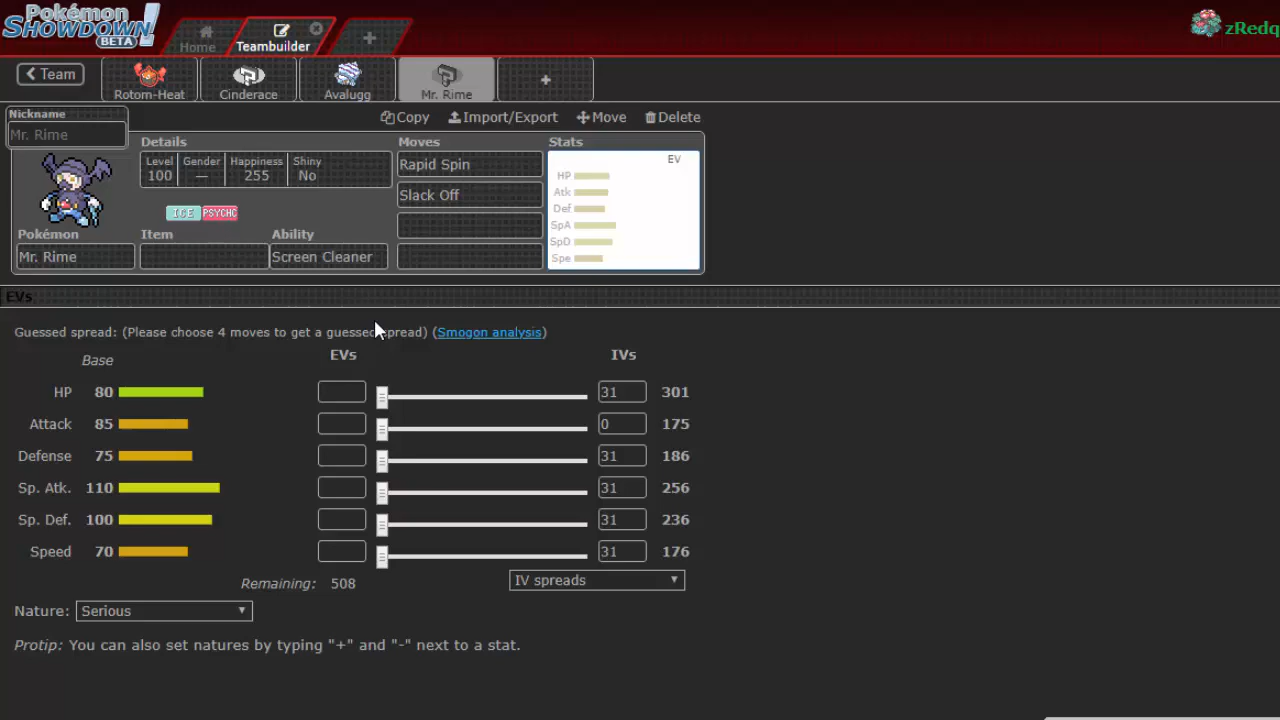 Pokémon
SHOWDOWN!
BETA
Home
Teambuilder
+
zRedq
< Team
Rotom-Heat
Cinderace
Avalugg
Mr. Rime
+
Copy
Import/Export
Move
Delete
Nickname
Mr. Rime
Details
Level
100
Gender
—
Happiness
255
Shiny
No
ICE
PSYCHC
Pokémon
Mr. Rime
Item
Ability
Screen Cleaner
Moves
Rapid Spin
Slack Off
Stats
EV
HP
Atk
Def
SpA
SpD
Spe
EVs
Guessed spread: (Please choose 4 moves to get a guessed spread) (Smogon analysis)
Base EVs IVs
HP 80 31 301
Attack 85 0 175
Defense 75 31 186
Sp. Atk. 110 31 256
Sp. Def. 100 31 236
Speed 70 31 176
Remaining: 508 IV spreads
Nature: Serious
Protip: You can also set natures by typing "+" and "-" next to a stat.